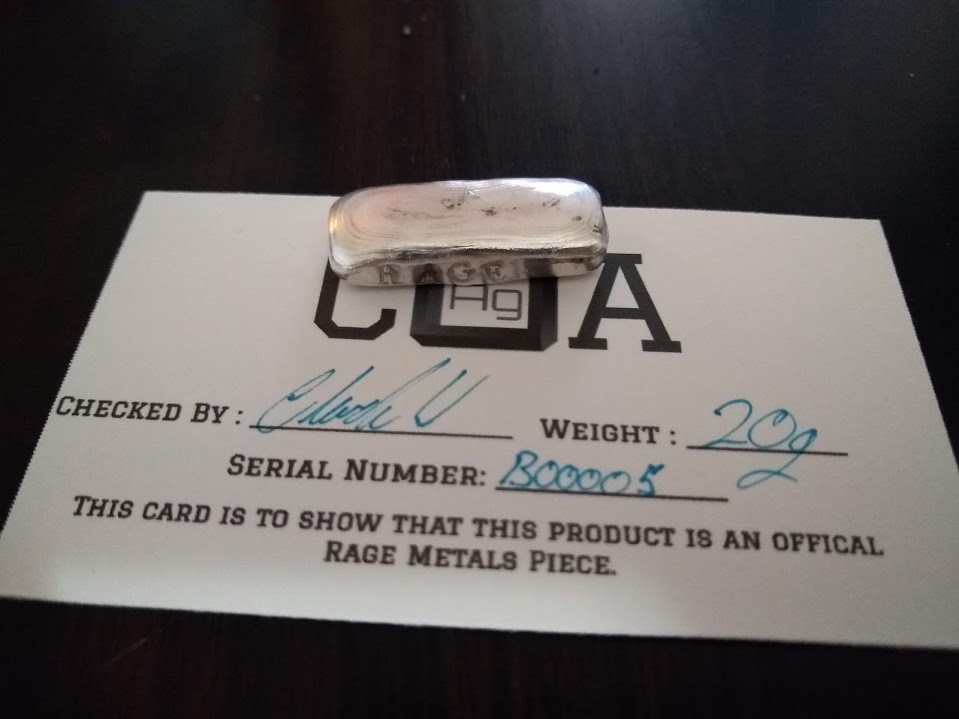 RAGE
C Ag A
CHECKED BY :
WEIGHT : 20g
SERIAL NUMBER: B00005
THIS CARD IS TO SHOW THAT THIS PRODUCT IS AN OFFICAL
RAGE METALS PIECE.